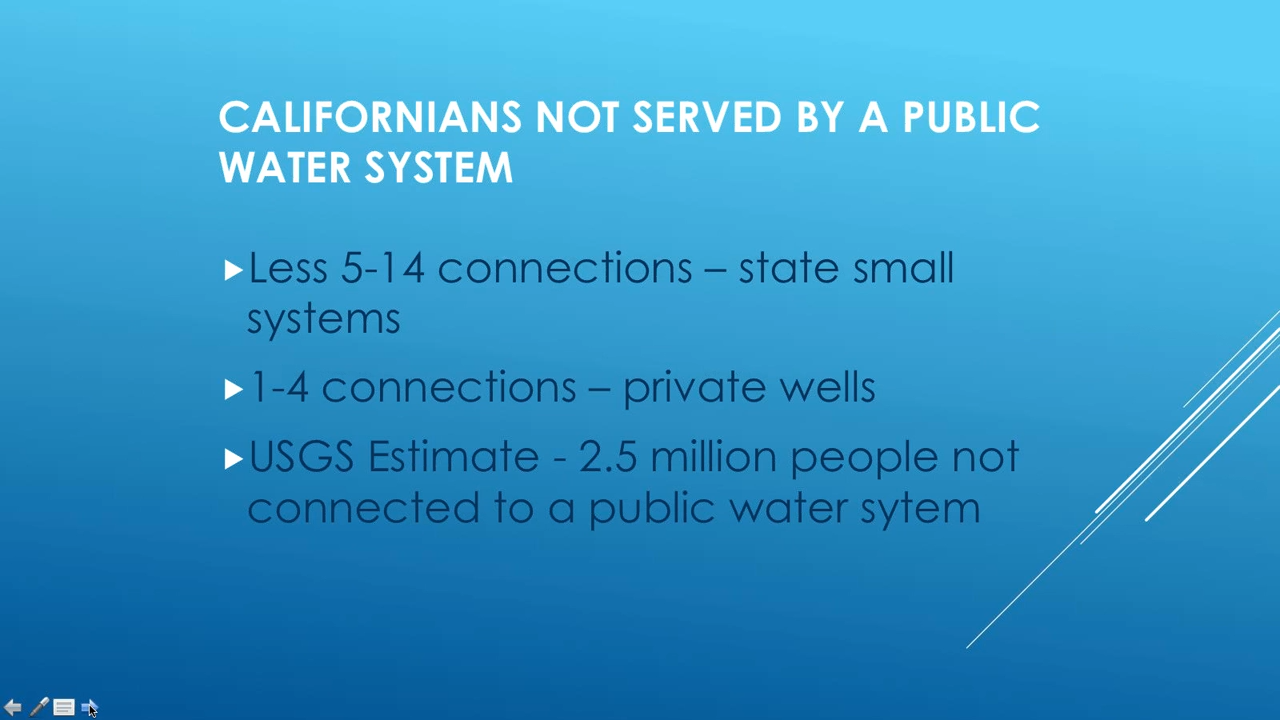 CALIFORNIANS NOT SERVED BY A PUBLIC
WATER SYSTEM
Less 5-14 connections – state small
systems
1-4 connections – private wells
USGS Estimate - 2.5 million people not
connected to a public water sytem